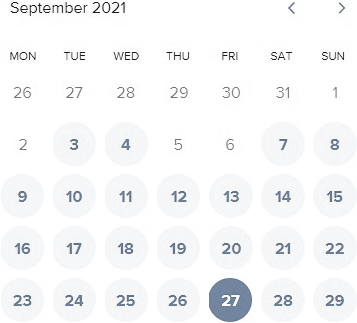 September 2021
MON TUE WED THU FRI SAT SUN
26 27 28 29 30 31 1
2 3 4 5 6 7 8
9 10 11 12 13 14 15
16 17 18 19 20 21 22
23 24 25 26 27 28 29